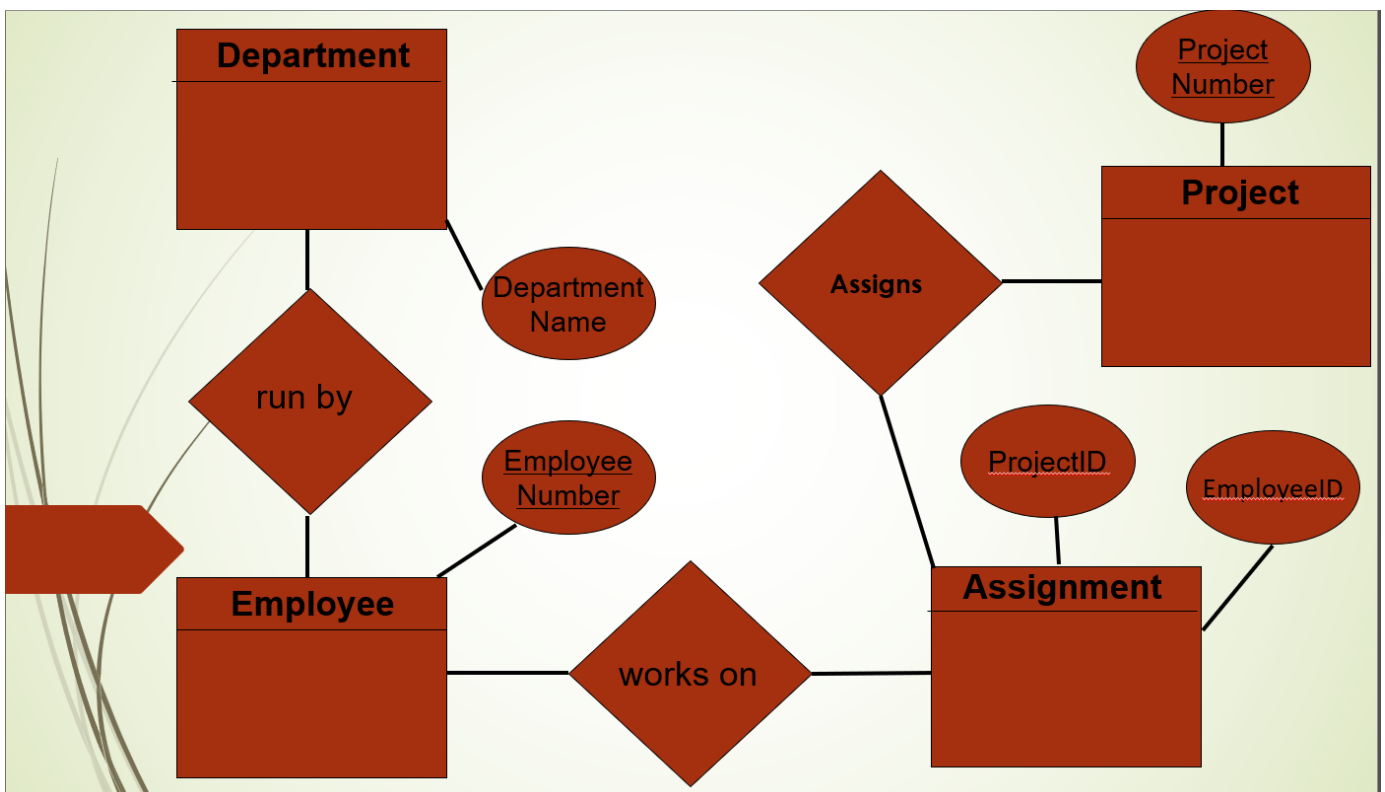 Department
Project
Number
Project
Department
Name
Assigns
run by
Employee
Number
ProjectID
EmployeeID
Employee
Assignment
works on